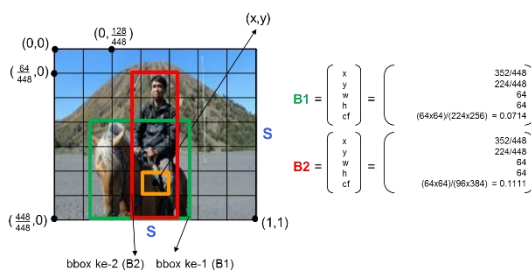 (x,y)
(0, 128/448)
(0,0)
(64/448,0)
S
(448/448,0)
S
(1,1)
bbox ke-2 (B2) bbox ke-1 (B1)
B1 = ( x y w h cf ) = (
352/448
224/448
64
64
(64x64)/(224x256) = 0.0714
B2 = ( x y w h cf ) = (
352/448
224/448
64
64
(64x64)/(96x384) = 0.1111